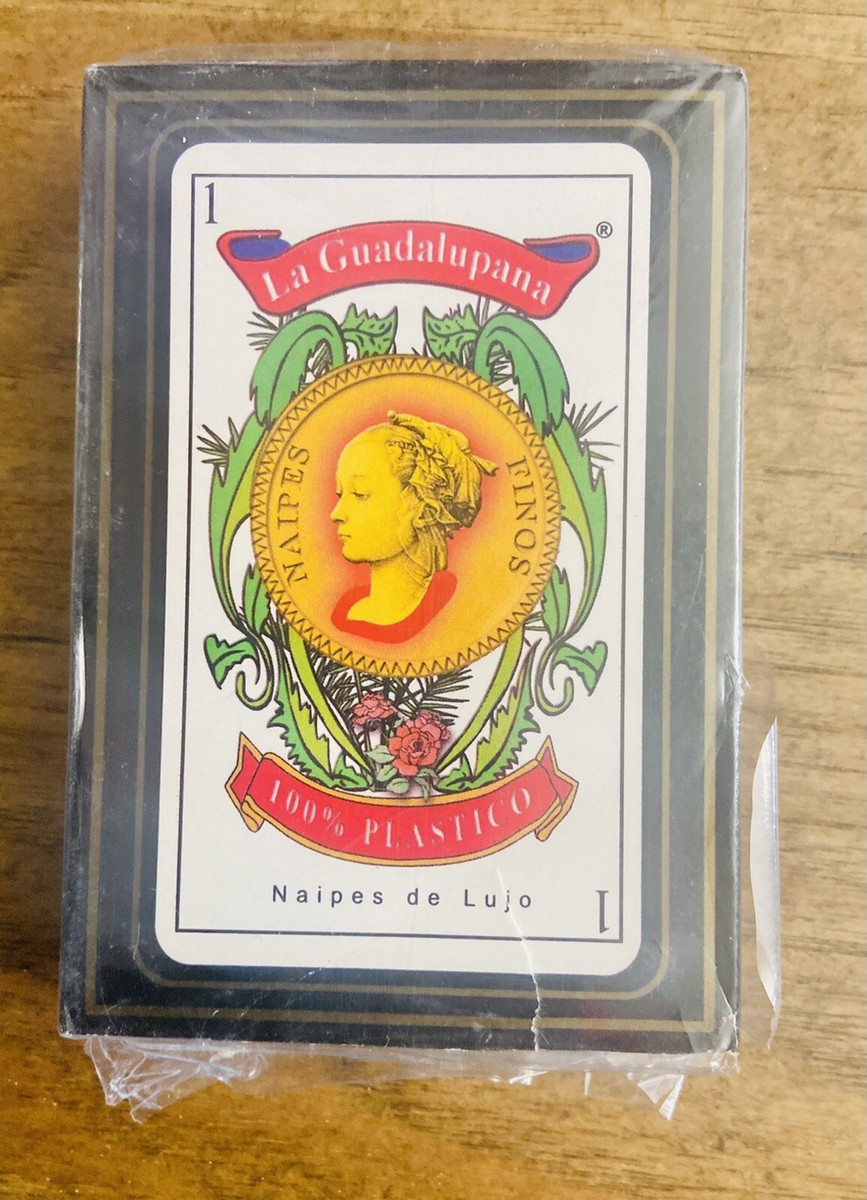 1
La Guadalupana ®
NAIPES
FINOS
100% PLASTICO
Naipes de Lujo
1